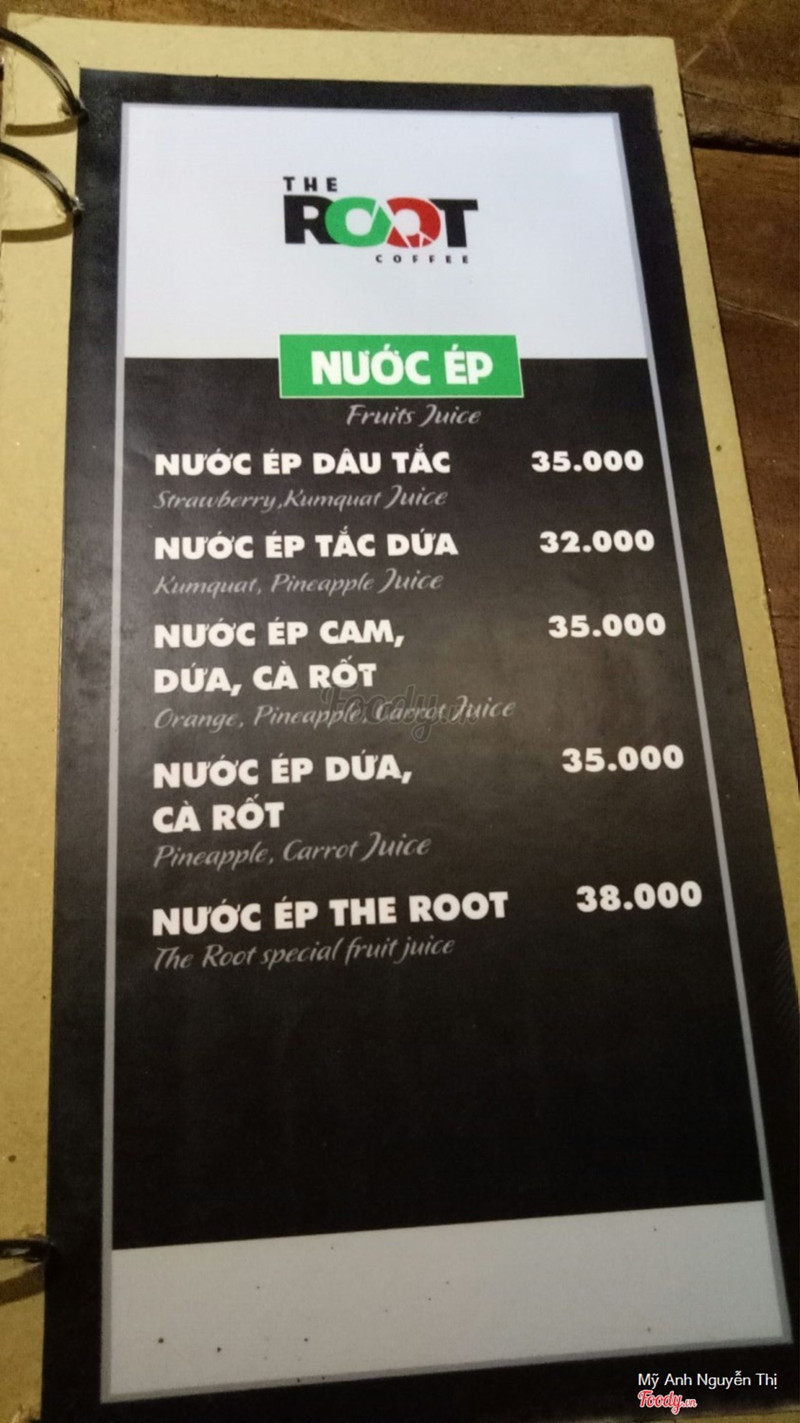 THE
ROOT
COFFEE
NƯỚC ÉP
Fruits Juice
NƯỚC ÉP DÂU TẮC 35.000
Strawberry,Kumquat Juice
NƯỚC ÉP TẮC DỨA 32.000
Kumquat, Pineapple Juice
NƯỚC ÉP CAM, 35.000
DỨA, CÀ RỐT
Orange, Pineapple, Carrot Juice
Foody.vn
NƯỚC ÉP DỨA, 35.000
CÀ RỐT
Pineapple, Carrot Juice
NƯỚC ÉP THE ROOT 38.000
The Root special fruit juice
Mỹ Anh Nguyễn Thị
Foody.vn